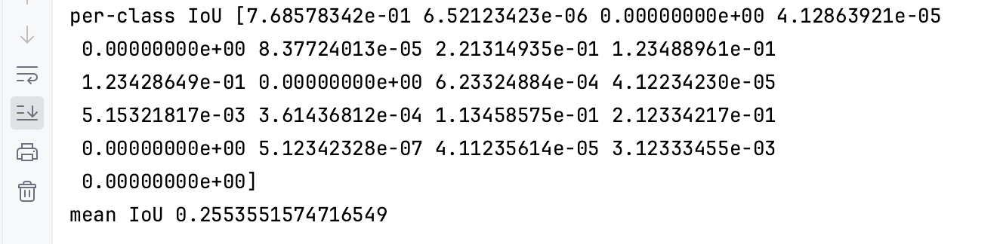 per-class IoU [7.68578342e-01 6.52123423e-06 0.00000000e+00 4.12863921e-05
0.00000000e+00 8.37724013e-05 2.21314935e-01 1.23488961e-01
1.23428649e-01 0.00000000e+00 6.23324884e-04 4.12234230e-05
5.15321817e-03 3.61436812e-04 1.13458575e-01 2.12334217e-01
0.00000000e+00 5.12342328e-07 4.11235614e-05 3.12333455e-03
0.00000000e+00]
mean IoU 0.2553551574716549